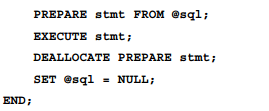 PREPARE stmt FROM @sql;
EXECUTE stmt;
DEALLOCATE PREPARE stmt;
SET @sql = NULL;
END;